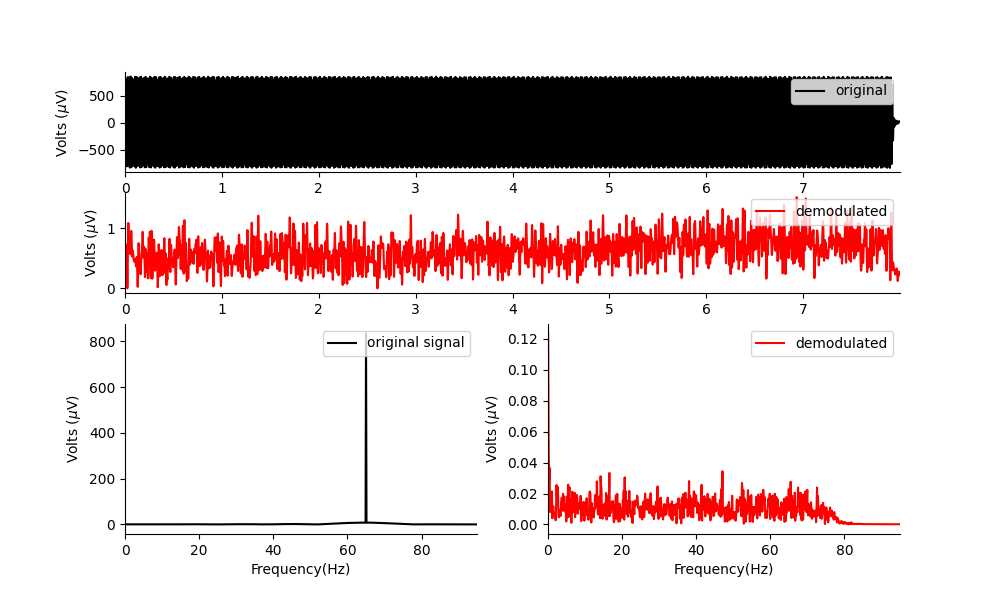 Volts (μV)
500
0
−500
original
0 1 2 3 4 5 6 7
Volts (μV)
1
0
demodulated
0 1 2 3 4 5 6 7
Volts (μV)
800
600
400
200
0
original signal
0 20 40 60 80
Frequency(Hz)
Volts (μV)
0.12
0.10
0.08
0.06
0.04
0.02
0.00
demodulated
0 20 40 60 80
Frequency(Hz)